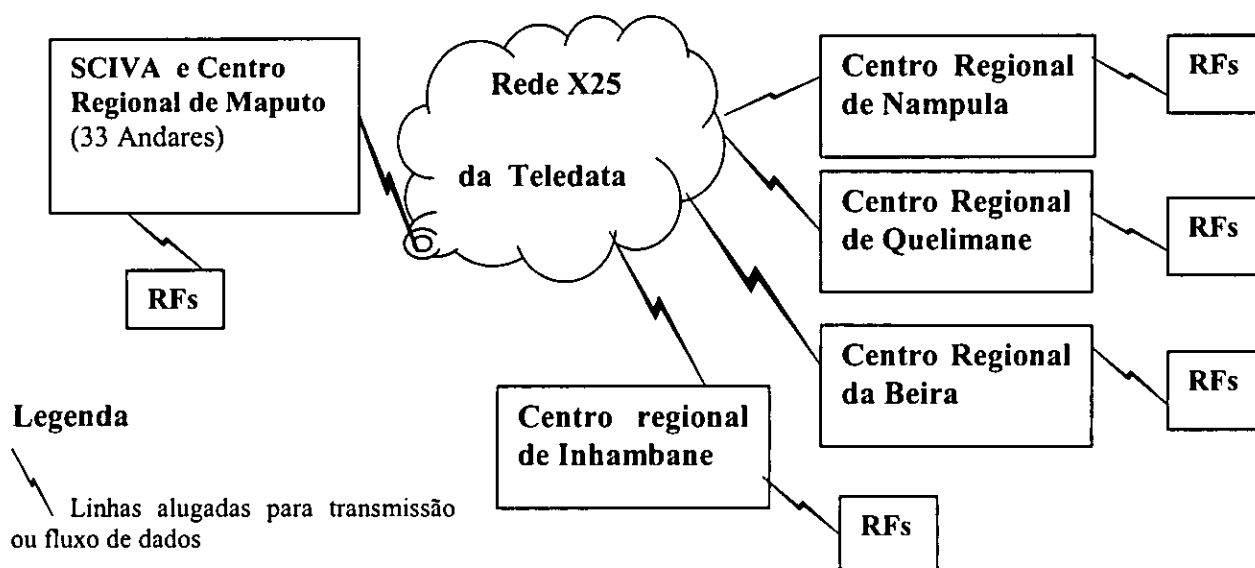 SCIVA e Centro
Regional de Maputo
(33 Andares)
RFs
Rede X25
da Teledata
Centro Regional
de Nampula
RFs
Centro Regional
de Quelimane
RFs
Centro Regional
da Beira
RFs
Centro regional
de Inhambane
RFs
Legenda
Linhas alugadas para transmissão
ou fluxo de dados